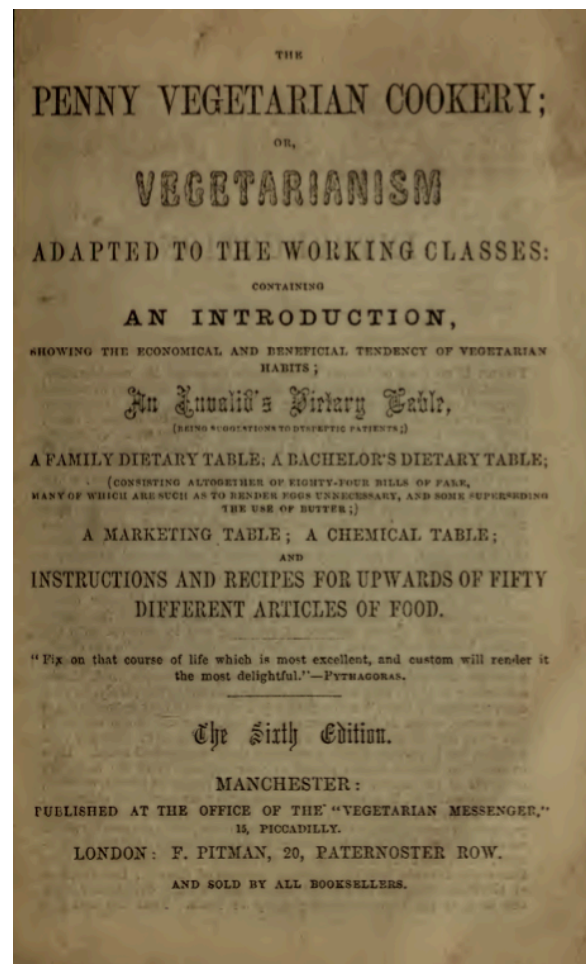 THE
PENNY VEGETARIAN COOKERY;
OR,
VEGETARIANISM
ADAPTED TO THE WORKING CLASSES:
CONTAINING
AN INTRODUCTION,
SHOWING THE ECONOMICAL AND BENEFICIAL TENDENCY OF VEGETARIAN
HABITS;
An Invalid's Dietary Table,
(BEING SUGGESTIONS TO DYSPEPTIC PATIENTS;)
A FAMILY DIETARY TABLE; A BACHELOR'S DIETARY TABLE;
(CONSISTING ALTOGETHER OF EIGHTY-FOUR BILLS OF FARE,
MANY OF WHICH ARE SUCH AS TO RENDER EGGS UNNECESSARY, AND SOME SUPERSEDING
THE USE OF BUTTER;)
A MARKETING TABLE; A CHEMICAL TABLE;
AND
INSTRUCTIONS AND RECIPES FOR UPWARDS OF FIFTY
DIFFERENT ARTICLES OF FOOD.
"Fix on that course of life which is most excellent, and custom will render it
the most delightful."—PYTHAGORAS.
The Sixth Edition.
MANCHESTER:
PUBLISHED AT THE OFFICE OF THE "VEGETARIAN MESSENGER,"
15, PICCADILLY.
LONDON: F. PITMAN, 20, PATERNOSTER ROW.
AND SOLD BY ALL BOOKSELLERS.